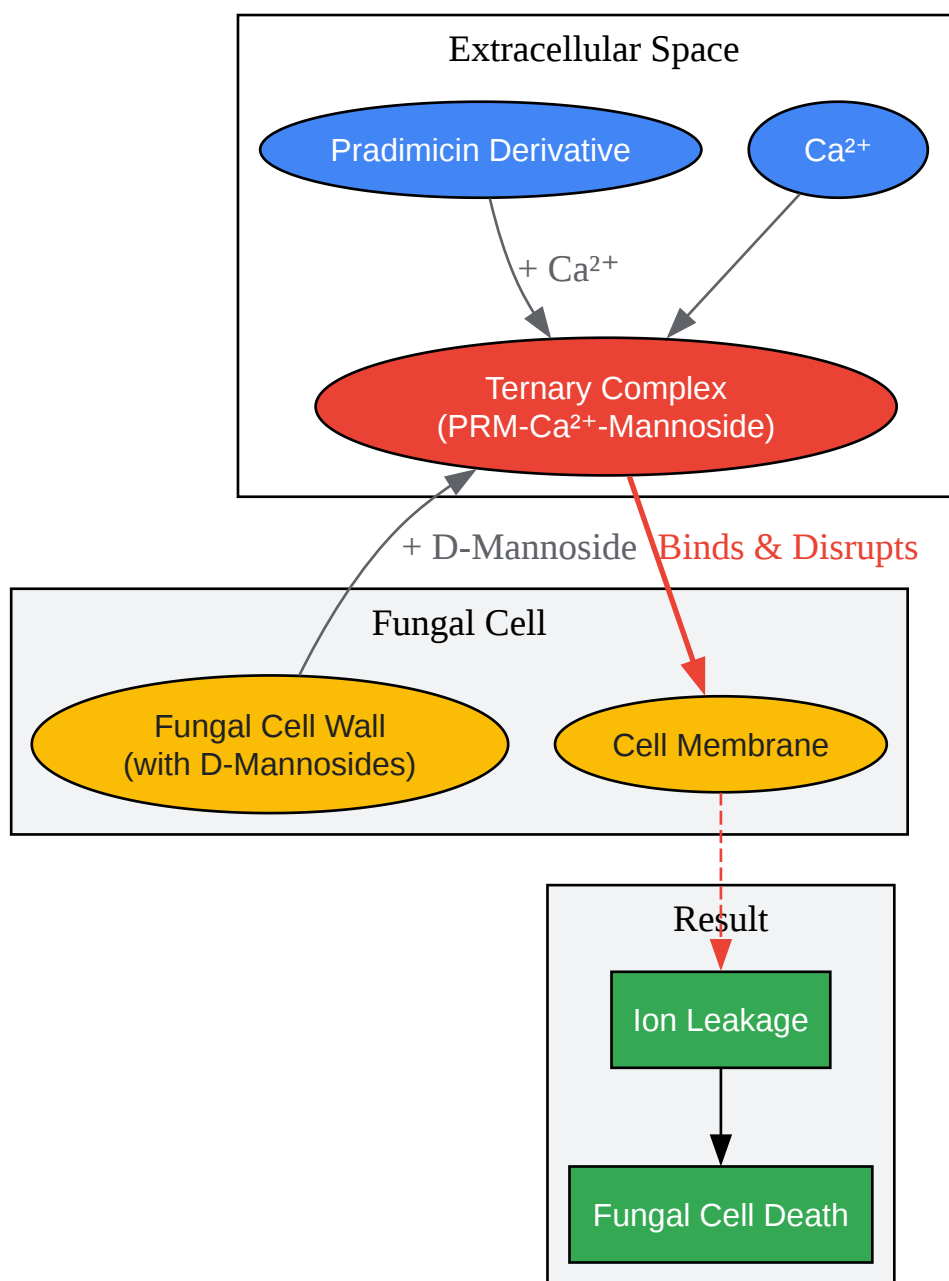 Extracellular Space
Pradimicin Derivative
Ca²⁺
+ Ca²⁺
Ternary Complex
(PRM-Ca²⁺-Mannoside)
+ D-Mannoside
Binds & Disrupts
Fungal Cell
Fungal Cell Wall
(with D-Mannosides)
Cell Membrane
Result
Ion Leakage
Fungal Cell Death